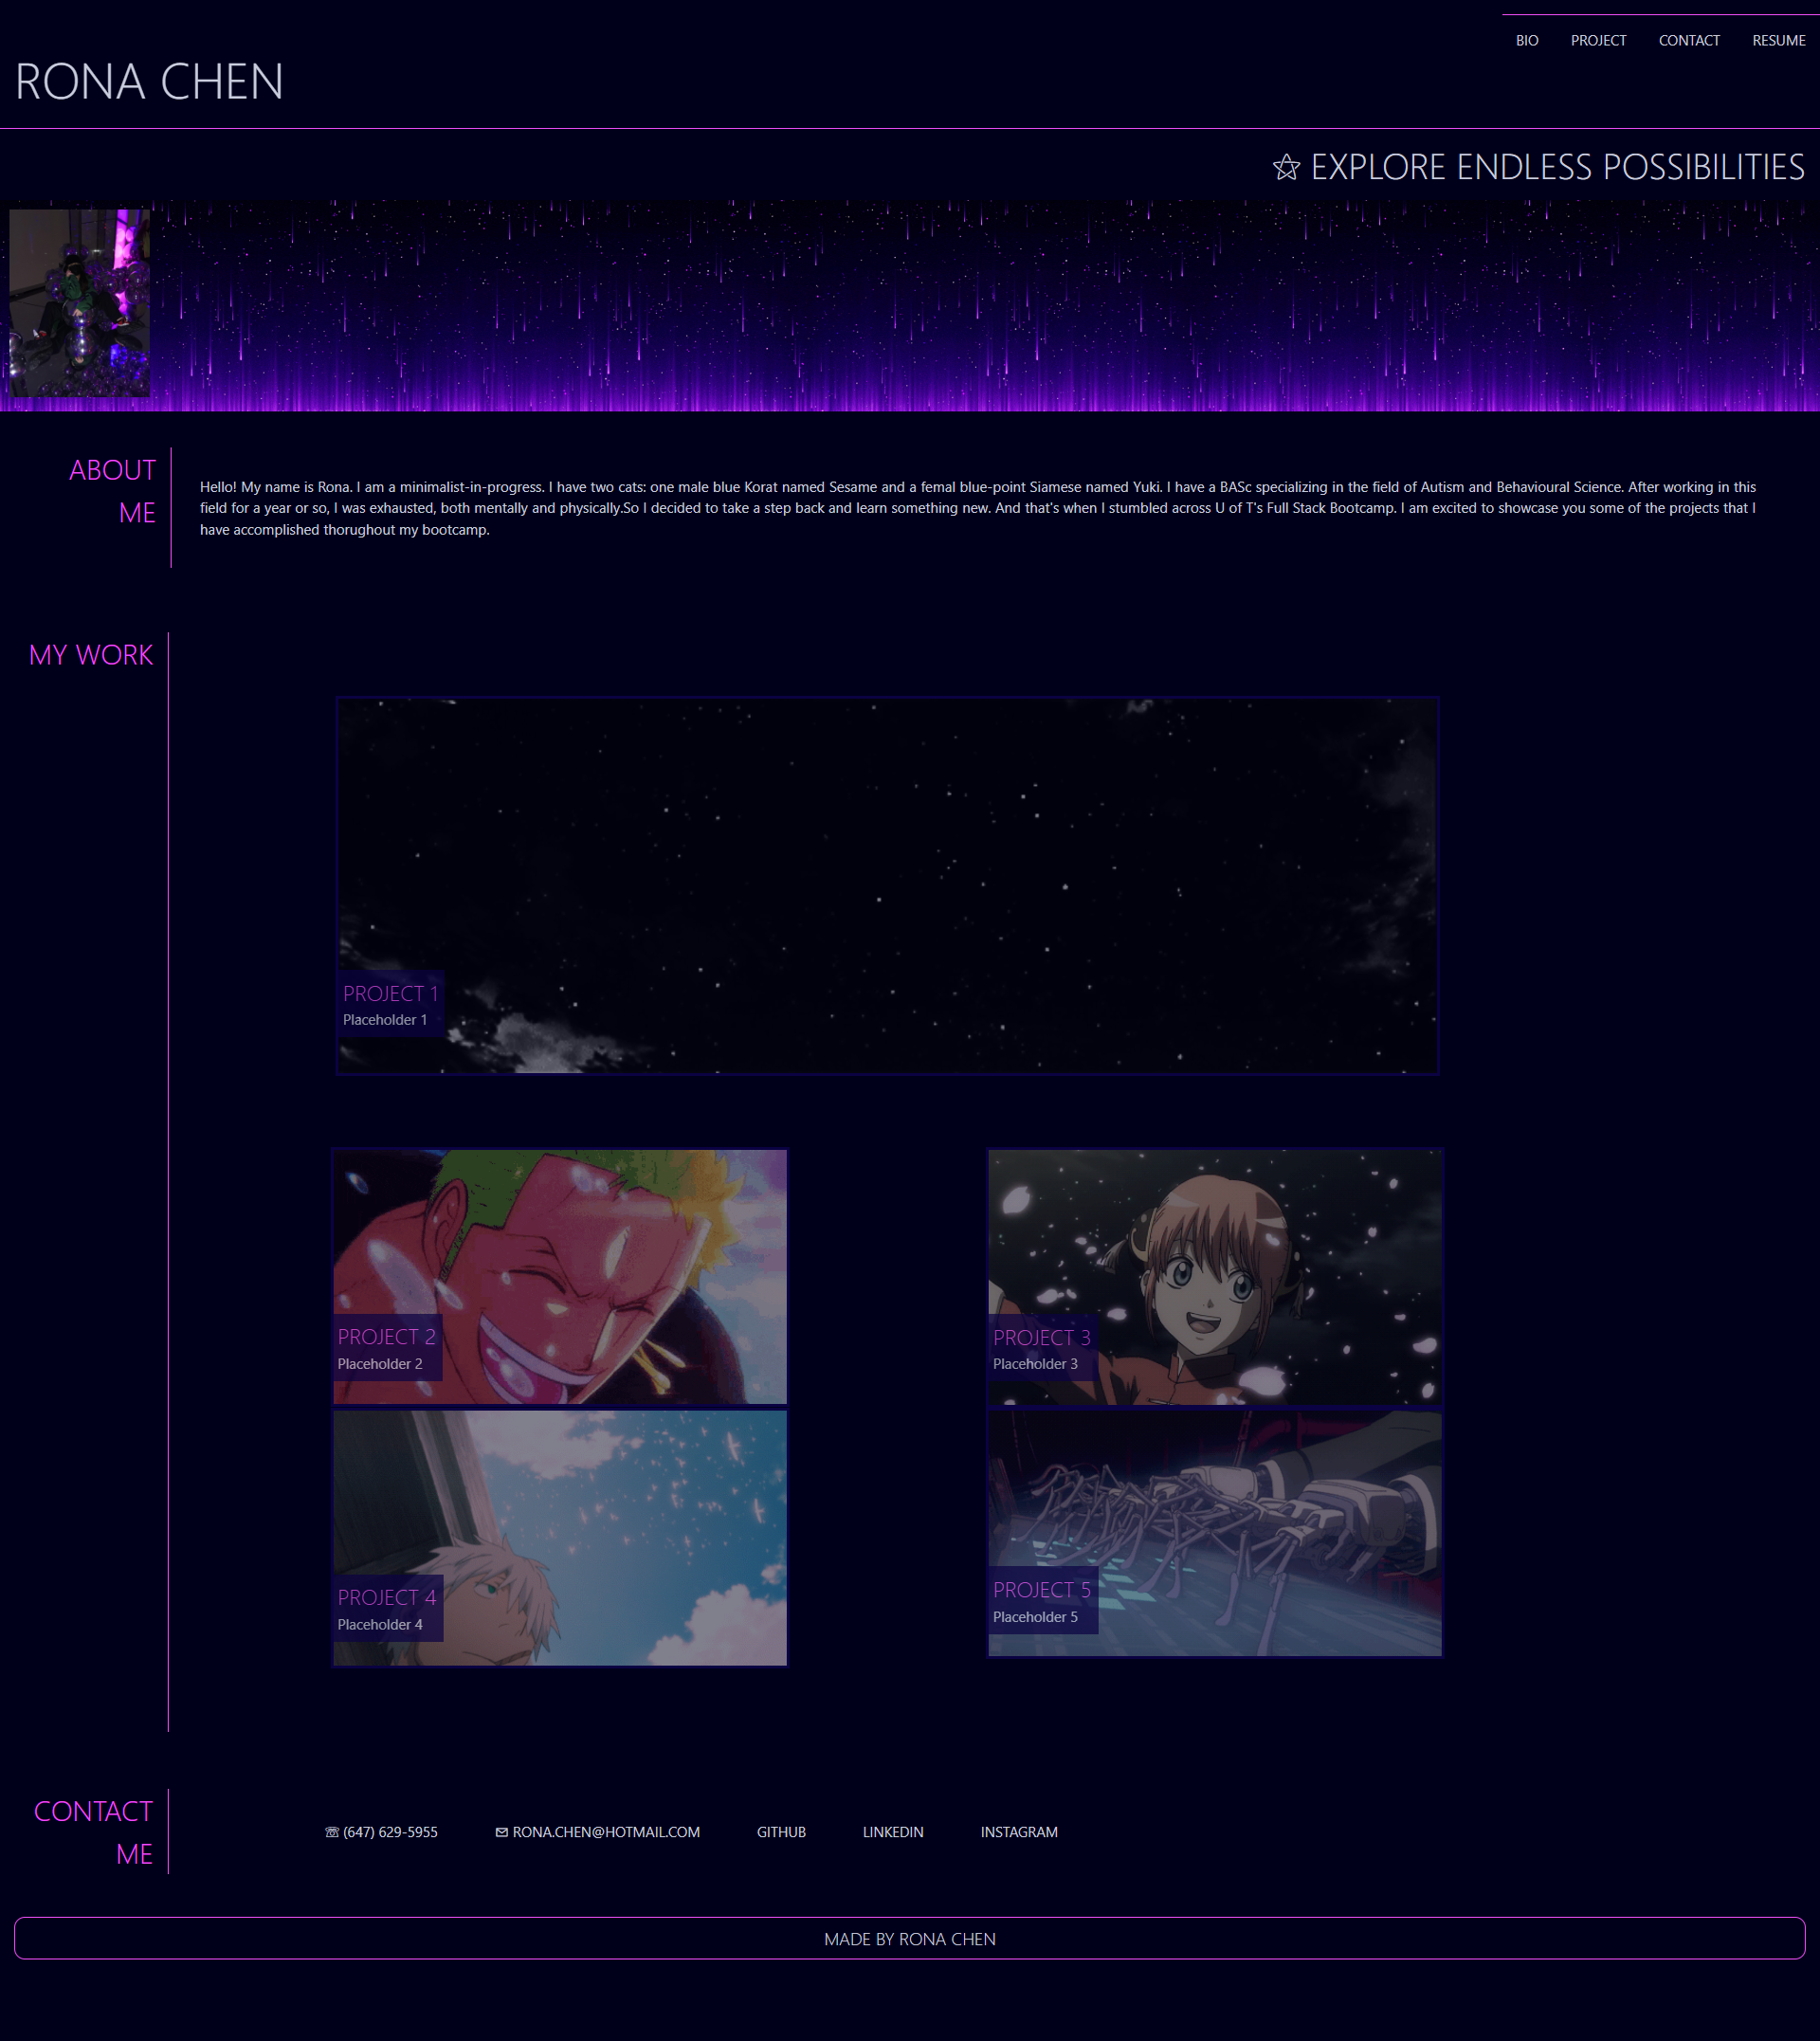 BIO PROJECT CONTACT RESUME
RONA CHEN
⚝ EXPLORE ENDLESS POSSIBILITIES
ABOUT
ME
Hello! My name is Rona. I am a minimalist-in-progress. I have two cats: one male blue Korat named Sesame and a femal blue-point Siamese named Yuki. I have a BASc specializing in the field of Autism and Behavioural Science. After working in this
field for a year or so, I was exhausted, both mentally and physically.So I decided to take a step back and learn something new. And that's when I stumbled across U of T's Full Stack Bootcamp. I am excited to showcase you some of the projects that I
have accomplished thorughout my bootcamp.
MY WORK
PROJECT 1
Placeholder 1
PROJECT 2
Placeholder 2
PROJECT 3
Placeholder 3
PROJECT 4
Placeholder 4
PROJECT 5
Placeholder 5
CONTACT
ME
☏ (647) 629-5955 🖂 RONA.CHEN@HOTMAIL.COM GITHUB LINKEDIN INSTAGRAM
MADE BY RONA CHEN